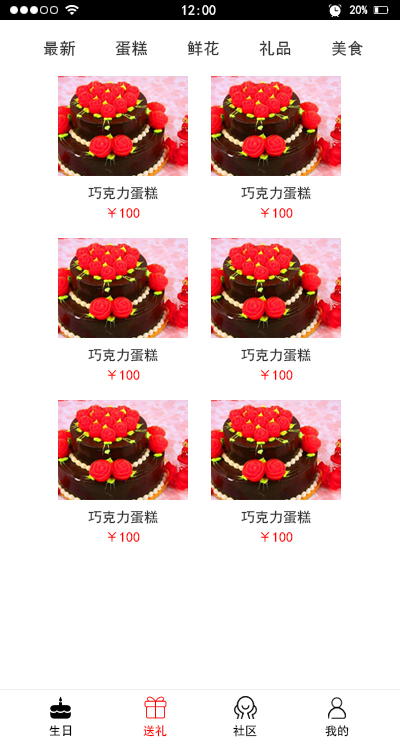 12:00 20%
最新 蛋糕 鲜花 礼品 美食
巧克力蛋糕 巧克力蛋糕
￥100 ￥100
巧克力蛋糕 巧克力蛋糕
￥100 ￥100
巧克力蛋糕 巧克力蛋糕
￥100 ￥100
生日 送礼 社区 我的